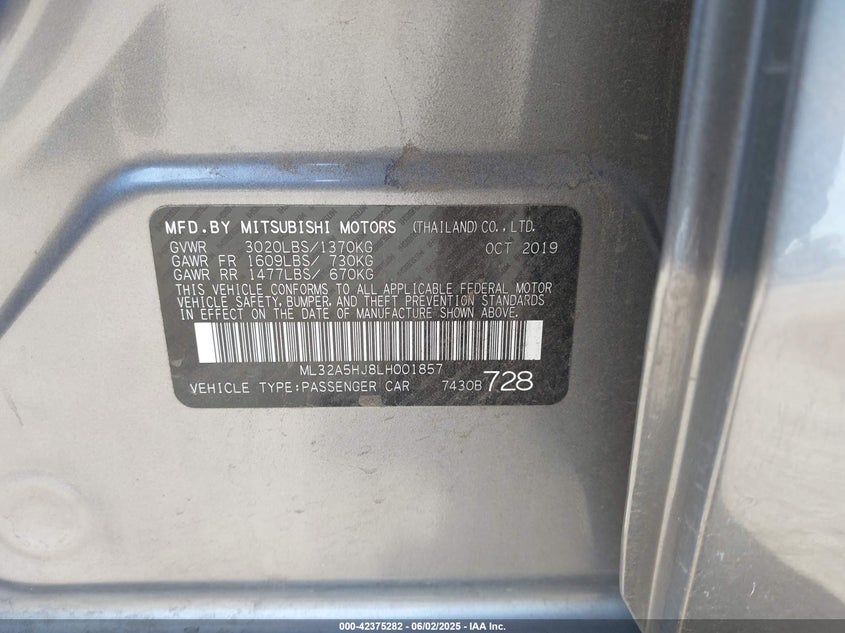 MFD.BY MITSUBISHI MOTORS (THAILAND)CO.,LTD.
GVWR 3020LBS/1370KG OCT 2019
GAWR FR 1609LBS/ 730KG
GAWR RR 1477LBS/ 670KG
THIS VEHICLE CONFORMS TO ALL APPLICABLE FEDERAL MOTOR
VEHICLE SAFETY, BUMPER, AND THEFT PREVENTION STANDARDS
IN EFFECT ON THE DATE OF MANUFACTURE SHOWN ABOVE.
ML32A5HJ8LH001857
VEHICLE TYPE:PASSENGER CAR 7430B 728
000-42375282 - 06/02/2025 - IAA Inc.